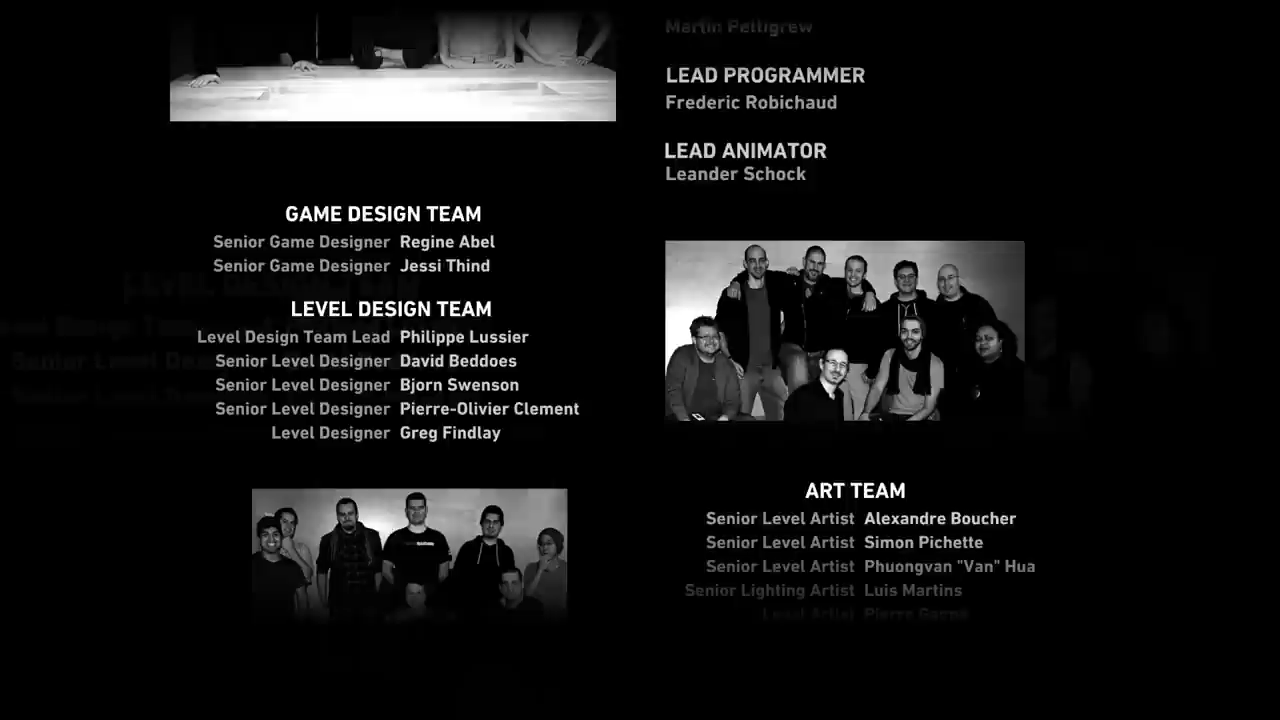 Martin Pettigrew
LEAD PROGRAMMER
Frederic Robichaud
LEAD ANIMATOR
Leander Schock
GAME DESIGN TEAM
Senior Game Designer Regine Abel
Senior Game Designer Jessi Thind
LEVEL DESIGN TEAM
Level Design Team Lead Philippe Lussier
Senior Level Designer David Beddoes
Senior Level Designer Bjorn Swenson
Senior Level Designer Pierre-Olivier Clement
Level Designer Greg Findlay
ART TEAM
Senior Level Artist Alexandre Boucher
Senior Level Artist Simon Pichette
Senior Level Artist Phuongvan "Van" Hua
Senior Lighting Artist Luis Martins
Level Artist Pierre